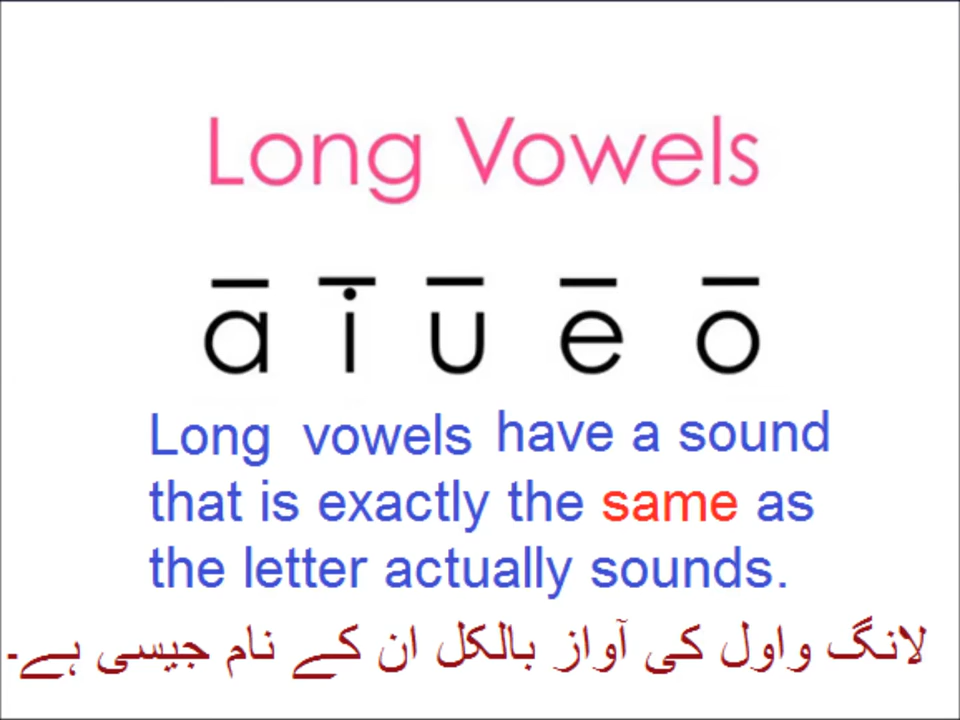 Long Vowels
ā ī ū ē ō
Long vowels have a sound
that is exactly the same as
the letter actually sounds.
لانگ واول کی آواز بالکل ان کے نام جیسی ہے۔